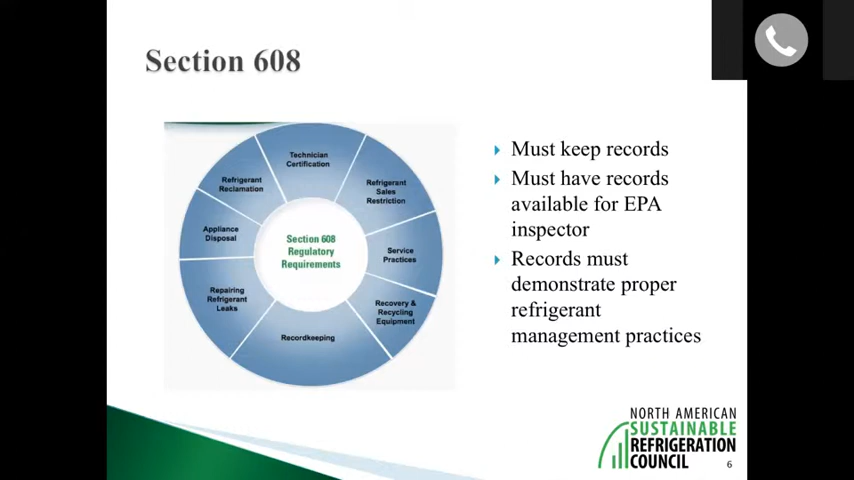 Section 608
Technician
Certification
Refrigerant
Sales
Restriction
Service
Practices
Recovery &
Recycling
Equipment
Recordkeeping
Repairing
Refrigerant
Leaks
Appliance
Disposal
Refrigerant
Reclamation
Section 608
Regulatory
Requirements
Must keep records
Must have records
available for EPA
inspector
Records must
demonstrate proper
refrigerant
management practices
NORTH AMERICAN
SUSTAINABLE
REFRIGERATION
COUNCIL
6